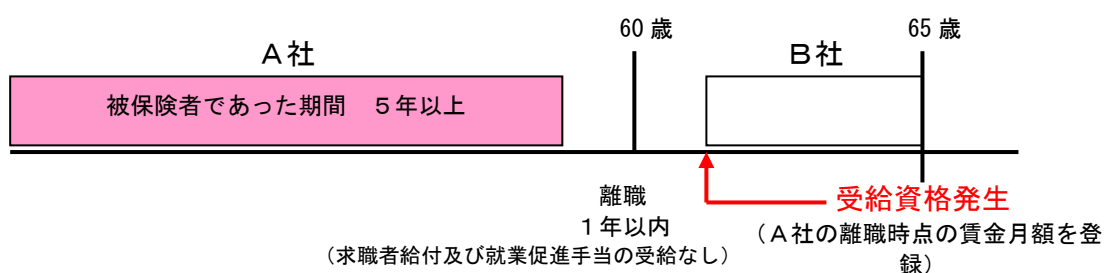 60 歳
65 歳
A社
B社
被保険者であった期間　５年以上
離職
１年以内
（求職者給付及び就業促進手当の受給なし）
受給資格発生
（A社の離職時点の賃金月額を登
録）